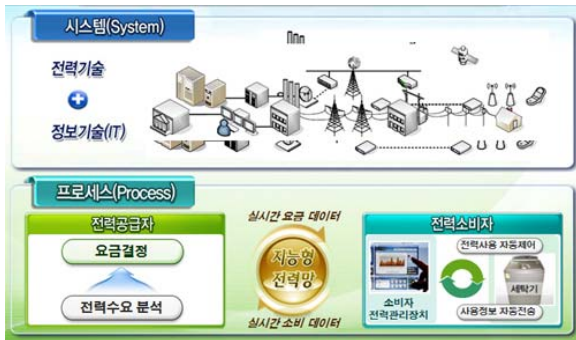 시스템(System)
전력기술
정보기술(IT)
프로세스(Process)
전력공급자
요금결정
전력수요 분석
실시간 요금 데이터
지능형
전력망
실시간 소비 데이터
전력소비자
전력사용 자동제어
세탁기
사용정보 자동전송
소비자
전력관리장치